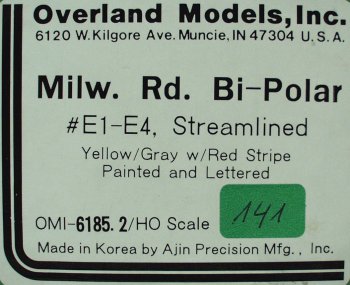 Overland Models, Inc.
6120 W. Kilgore Ave. Muncie, IN 47304 U.S.A.
Milw. Rd. Bi-Polar
#E1-E4, Streamlined
Yellow/Gray w/Red Stripe
Painted and Lettered
141
OMI-6185.2/HO Scale
Made in Korea by Ajin Precision Mfg., Inc.